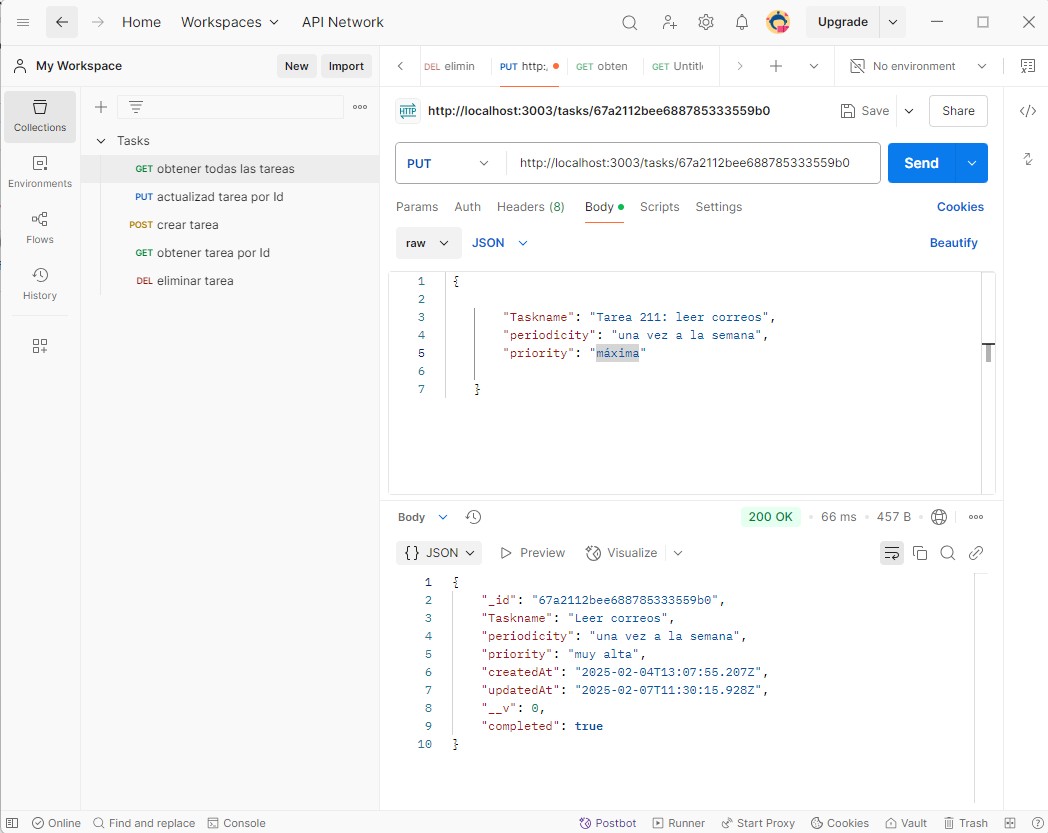 Home Workspaces API Network Upgrade
My Workspace New Import DEL elimin PUT http:, GET obten GET Untitl No environment
Collections
Environments
Flows
History
Tasks
GET obtener todas las tareas
PUT actualizad tarea por Id
POST crear tarea
GET obtener tarea por Id
DEL eliminar tarea
HTTP http://localhost:3003/tasks/67a2112bee688785333559b0 Save Share
PUT http://localhost:3003/tasks/67a2112bee688785333559b0 Send
Params Auth Headers (8) Body Scripts Settings Cookies
raw JSON Beautify
1 {
2
3 "Taskname": "Tarea 211: leer correos",
4 "periodicity": "una vez a la semana",
5 "priority": "máxima"
6
7 }
Body 200 OK 66 ms 457 B
{} JSON Preview Visualize
1 {
2 "_id": "67a2112bee688785333559b0",
3 "Taskname": "Leer correos",
4 "periodicity": "una vez a la semana",
5 "priority": "muy alta",
6 "createdAt": "2025-02-04T13:07:55.207Z",
7 "updatedAt": "2025-02-07T11:30:15.928Z",
8 "__v": 0,
9 "completed": true
10 }
Online Find and replace Console Postbot Runner Start Proxy Cookies Vault Trash